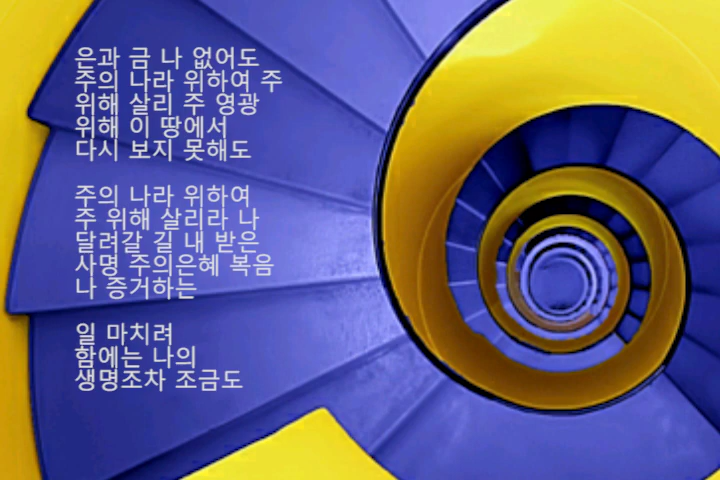 은과 금 나 없어도
주의 나라 위하여 주
위해 살리 주 영광
위해 이 땅에서
다시 보지 못해도
주의 나라 위하여
주 위해 살리라 나
달려갈 길 내 받은
사명 주의은혜 복음
나 증거하는
일 마치려
함에는 나의
생명조차 조금도